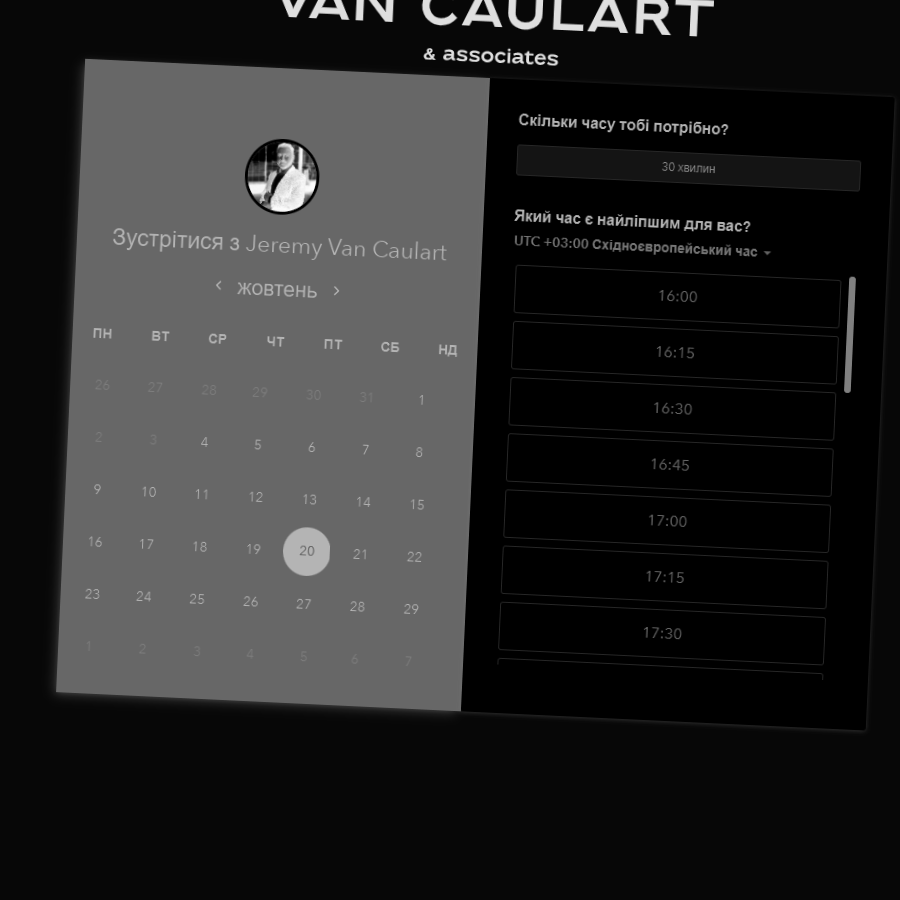 VAN CAULART
& associates
Зустрітися з Jeremy Van Caulart
жовтень
ПН ВТ СР ЧТ ПТ СБ НД
26 27 28 29 30 31 1
2 3 4 5 6 7 8
9 10 11 12 13 14 15
16 17 18 19 20 21 22
23 24 25 26 27 28 29
1 2 3 4 5 6 7
Скільки часу тобі потрібно?
30 хвилин
Який час є найліпшим для вас?
UTC +03:00 Східноєвропейський час
16:00
16:15
16:30
16:45
17:00
17:15
17:30